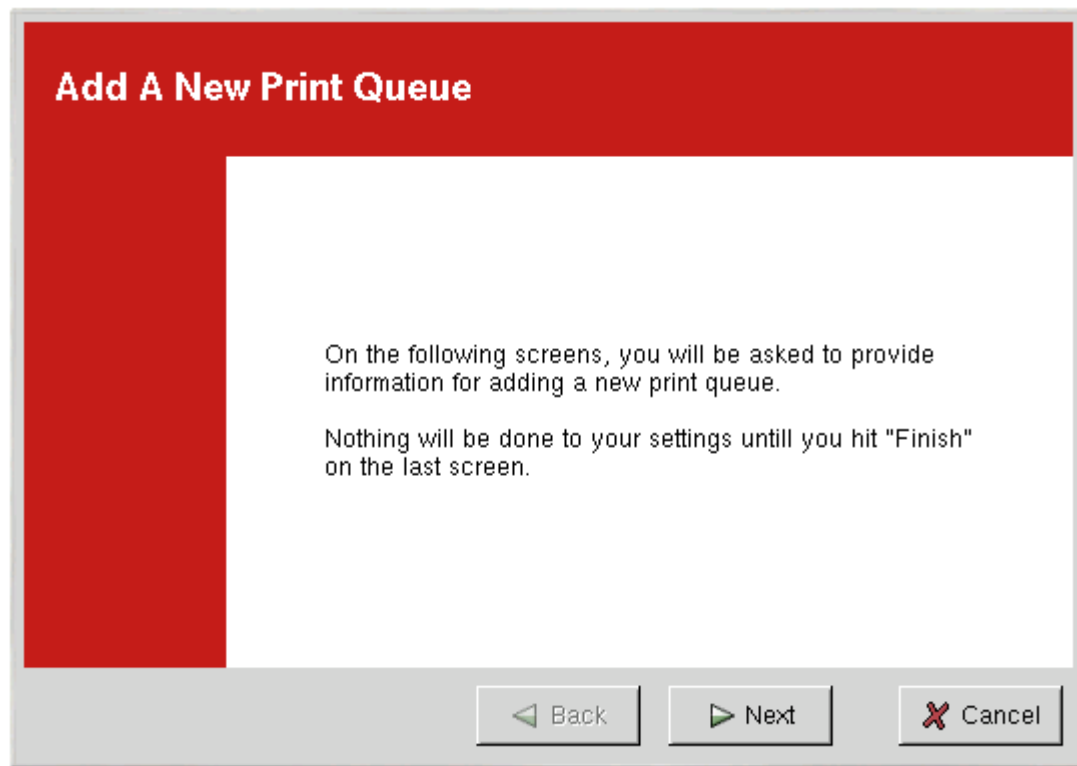 Add A New Print Queue
On the following screens, you will be asked to provide
information for adding a new print queue.
Nothing will be done to your settings untill you hit "Finish"
on the last screen.
Back
Next
Cancel